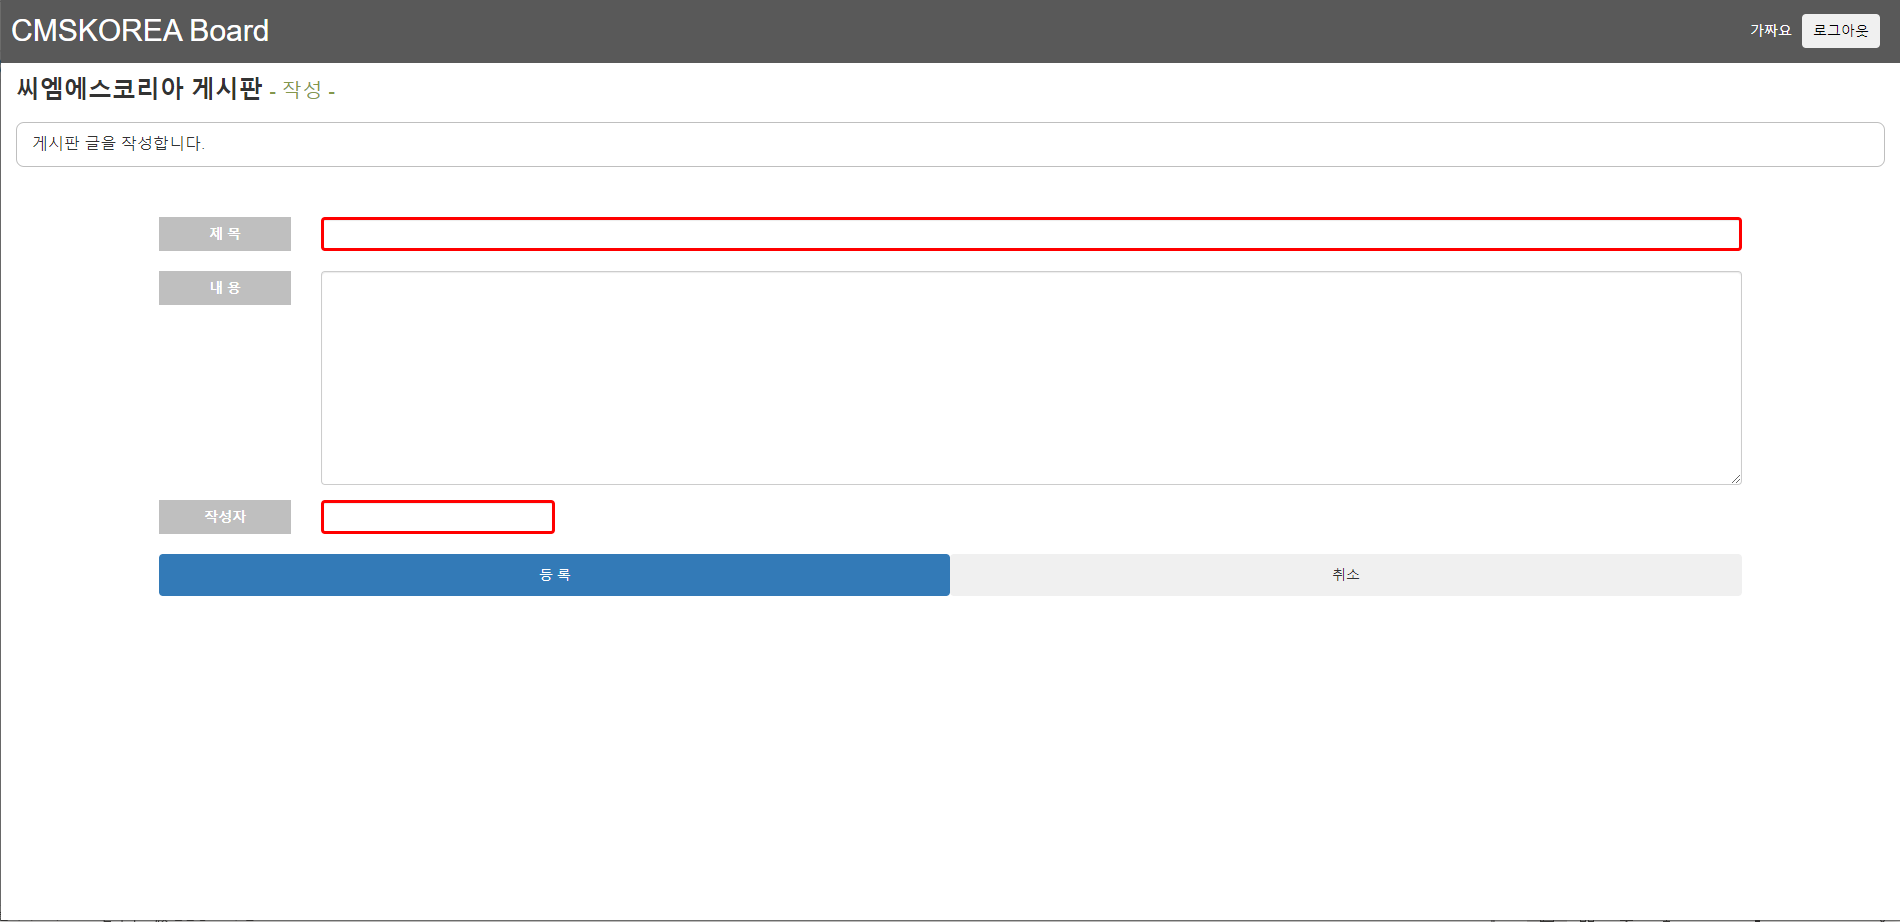 CMSKOREA Board
가짜요 로그아웃
씨엠에스코리아 게시판 - 작성 -
게시판 글을 작성합니다.
제 목
내 용
작성자
등 록 취소